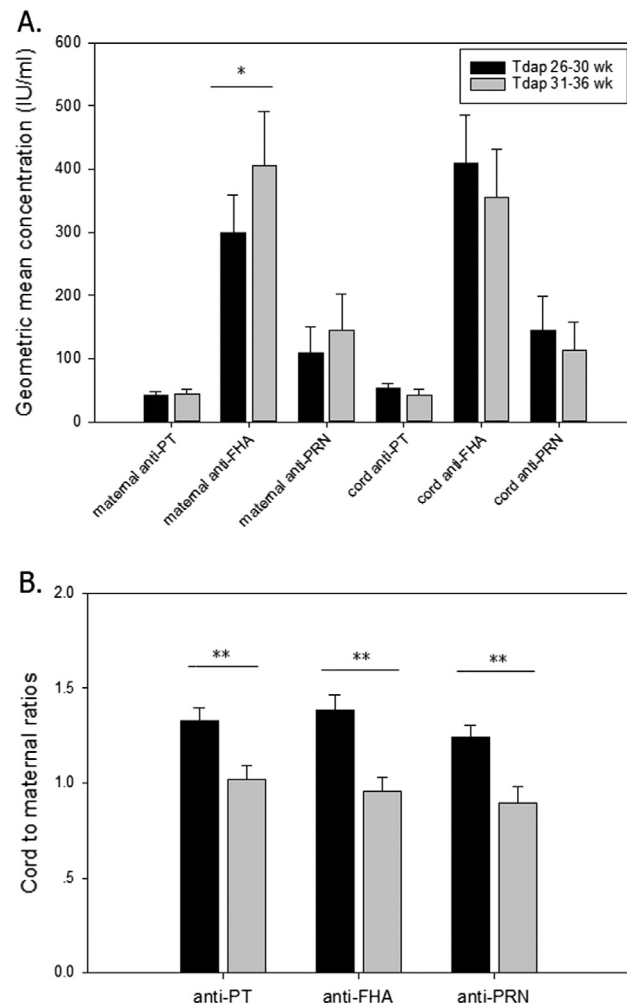 A.
Geometric mean concentration (IU/ml)
600
500
400
300
200
100
0
*
Tdap 26-30 wk
Tdap 31-36 wk
maternal anti-PT
maternal anti-FHA
maternal anti-PRN
cord anti-PT
cord anti-FHA
cord anti-PRN
B.
Cord to maternal ratios
2.0
1.5
1.0
.5
0.0
**
**
**
anti-PT
anti-FHA
anti-PRN